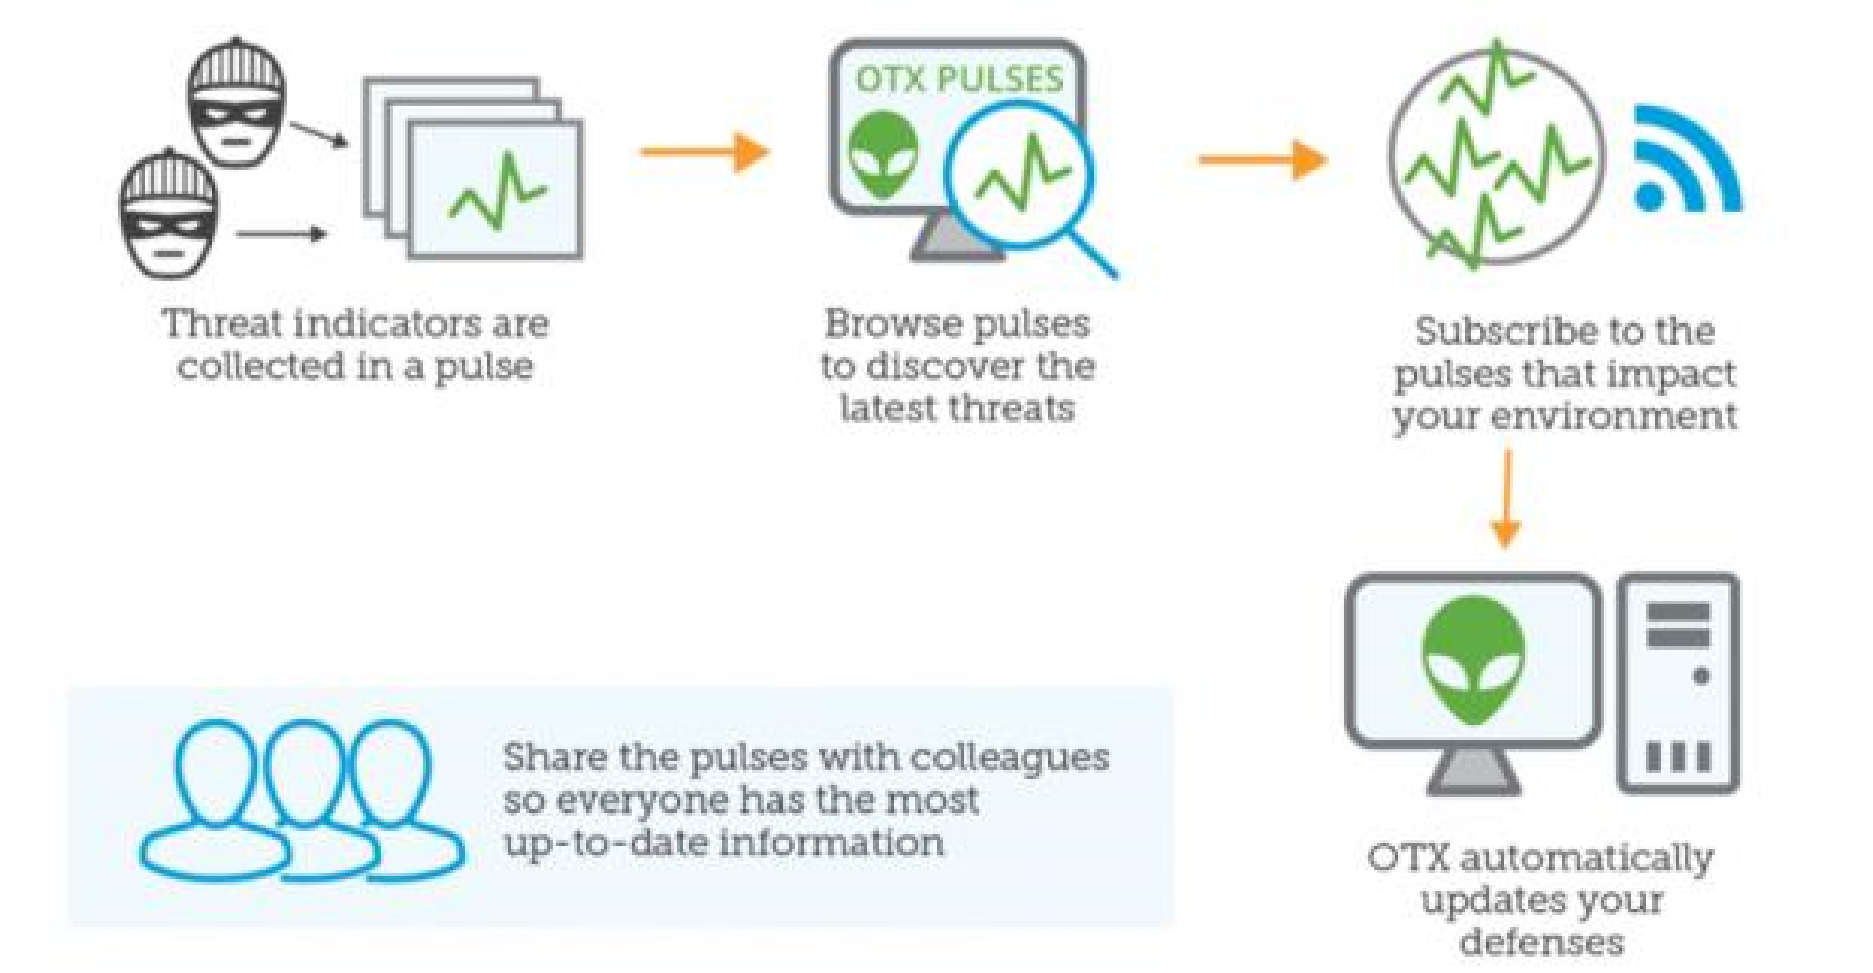 OTX PULSES
Threat indicators are
collected in a pulse
Browse pulses
to discover the
latest threats
Subscribe to the
pulses that impact
your environment
OTX automatically
updates your
defenses
Share the pulses with colleagues
so everyone has the most
up-to-date information